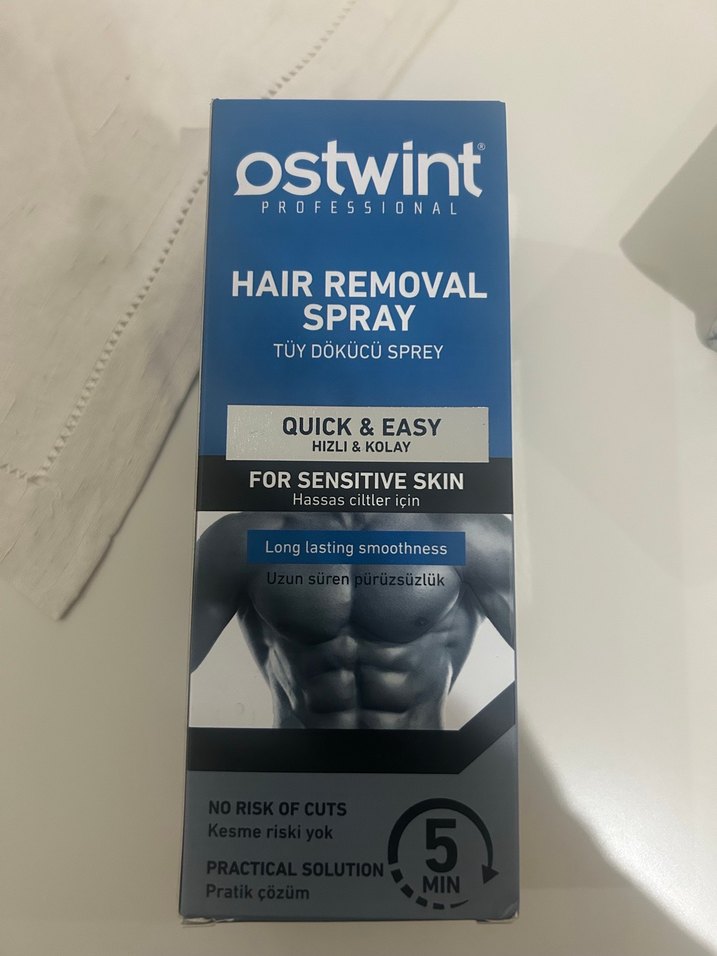 ostwint®
PROFESSIONAL
HAIR REMOVAL
SPRAY
TÜY DÖKÜCÜ SPREY
QUICK & EASY
HIZLI & KOLAY
FOR SENSITIVE SKIN
Hassas ciltler için
Long lasting smoothness
Uzun süren pürüzsüzlük
NO RISK OF CUTS
Kesme riski yok
PRACTICAL SOLUTION
Pratik çözüm
5
MIN